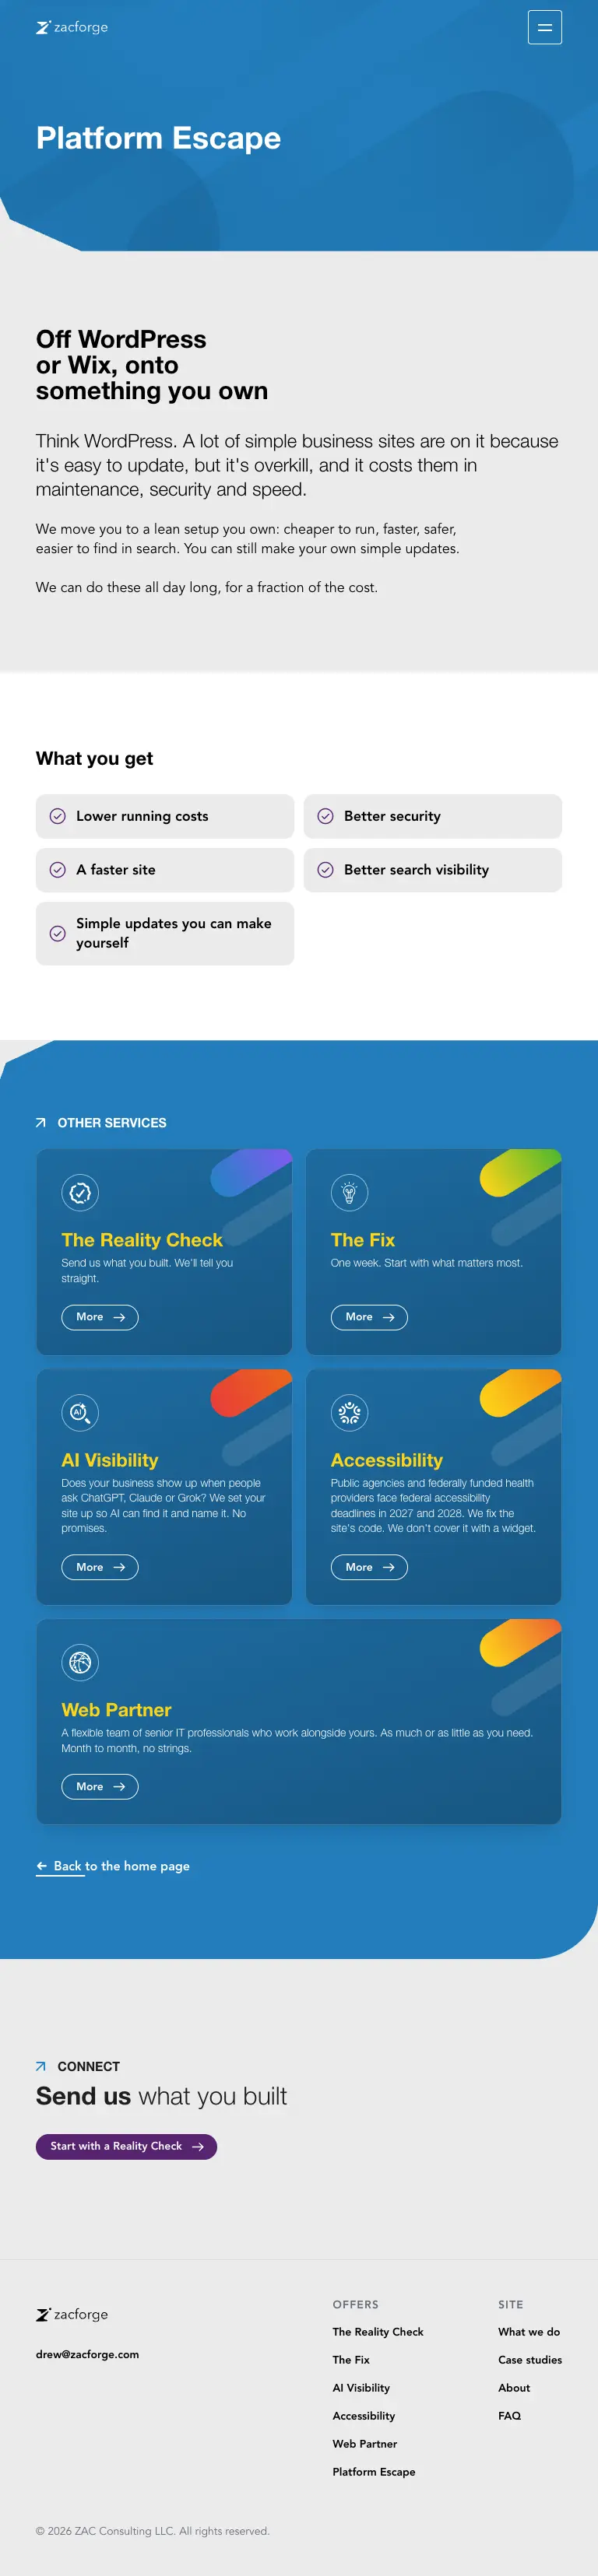 zacforge
Platform Escape
Off WordPress
or Wix, onto
something you own
Think WordPress. A lot of simple business sites are on it because
it's easy to update, but it's overkill, and it costs them in
maintenance, security and speed.
We move you to a lean setup you own: cheaper to run, faster, safer,
easier to find in search. You can still make your own simple updates.
We can do these all day long, for a fraction of the cost.
What you get
Lower running costs
Better security
A faster site
Better search visibility
Simple updates you can make
yourself
OTHER SERVICES
The Reality Check
Send us what you built. We'll tell you
straight.
More
The Fix
One week. Start with what matters most.
More
AI
AI Visibility
Does your business show up when people
ask ChatGPT, Claude or Grok? We set your
site up so AI can find it and name it. No
promises.
More
Accessibility
Public agencies and federally funded health
providers face federal accessibility
deadlines in 2027 and 2028. We fix the
site's code. We don't cover it with a widget.
More
Web Partner
A flexible team of senior IT professionals who work alongside yours. As much or as little as you need.
Month to month, no strings.
More
Back to the home page
CONNECT
Send us what you built
Start with a Reality Check
zacforge
drew@zacforge.com
OFFERS
The Reality Check
The Fix
AI Visibility
Accessibility
Web Partner
Platform Escape
SITE
What we do
Case studies
About
FAQ
© 2026 ZAC Consulting LLC. All rights reserved.